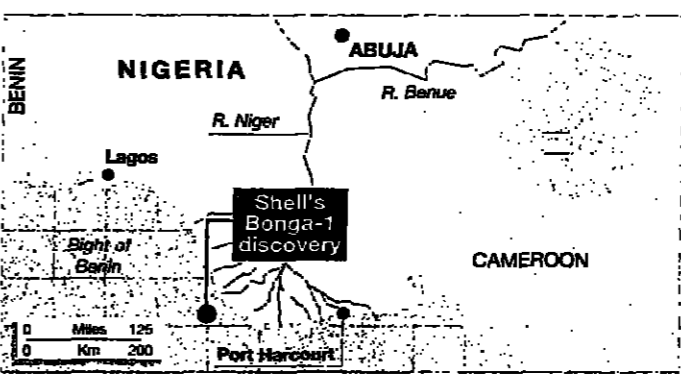 ABUJA
NIGERIA
BENIN
R. Benue
R. Niger
Lagos
Shell's
Bonga-1
discovery
Bight of
Benin
CAMEROON
0 Miles 125
0 Km 200
Port Harcourt